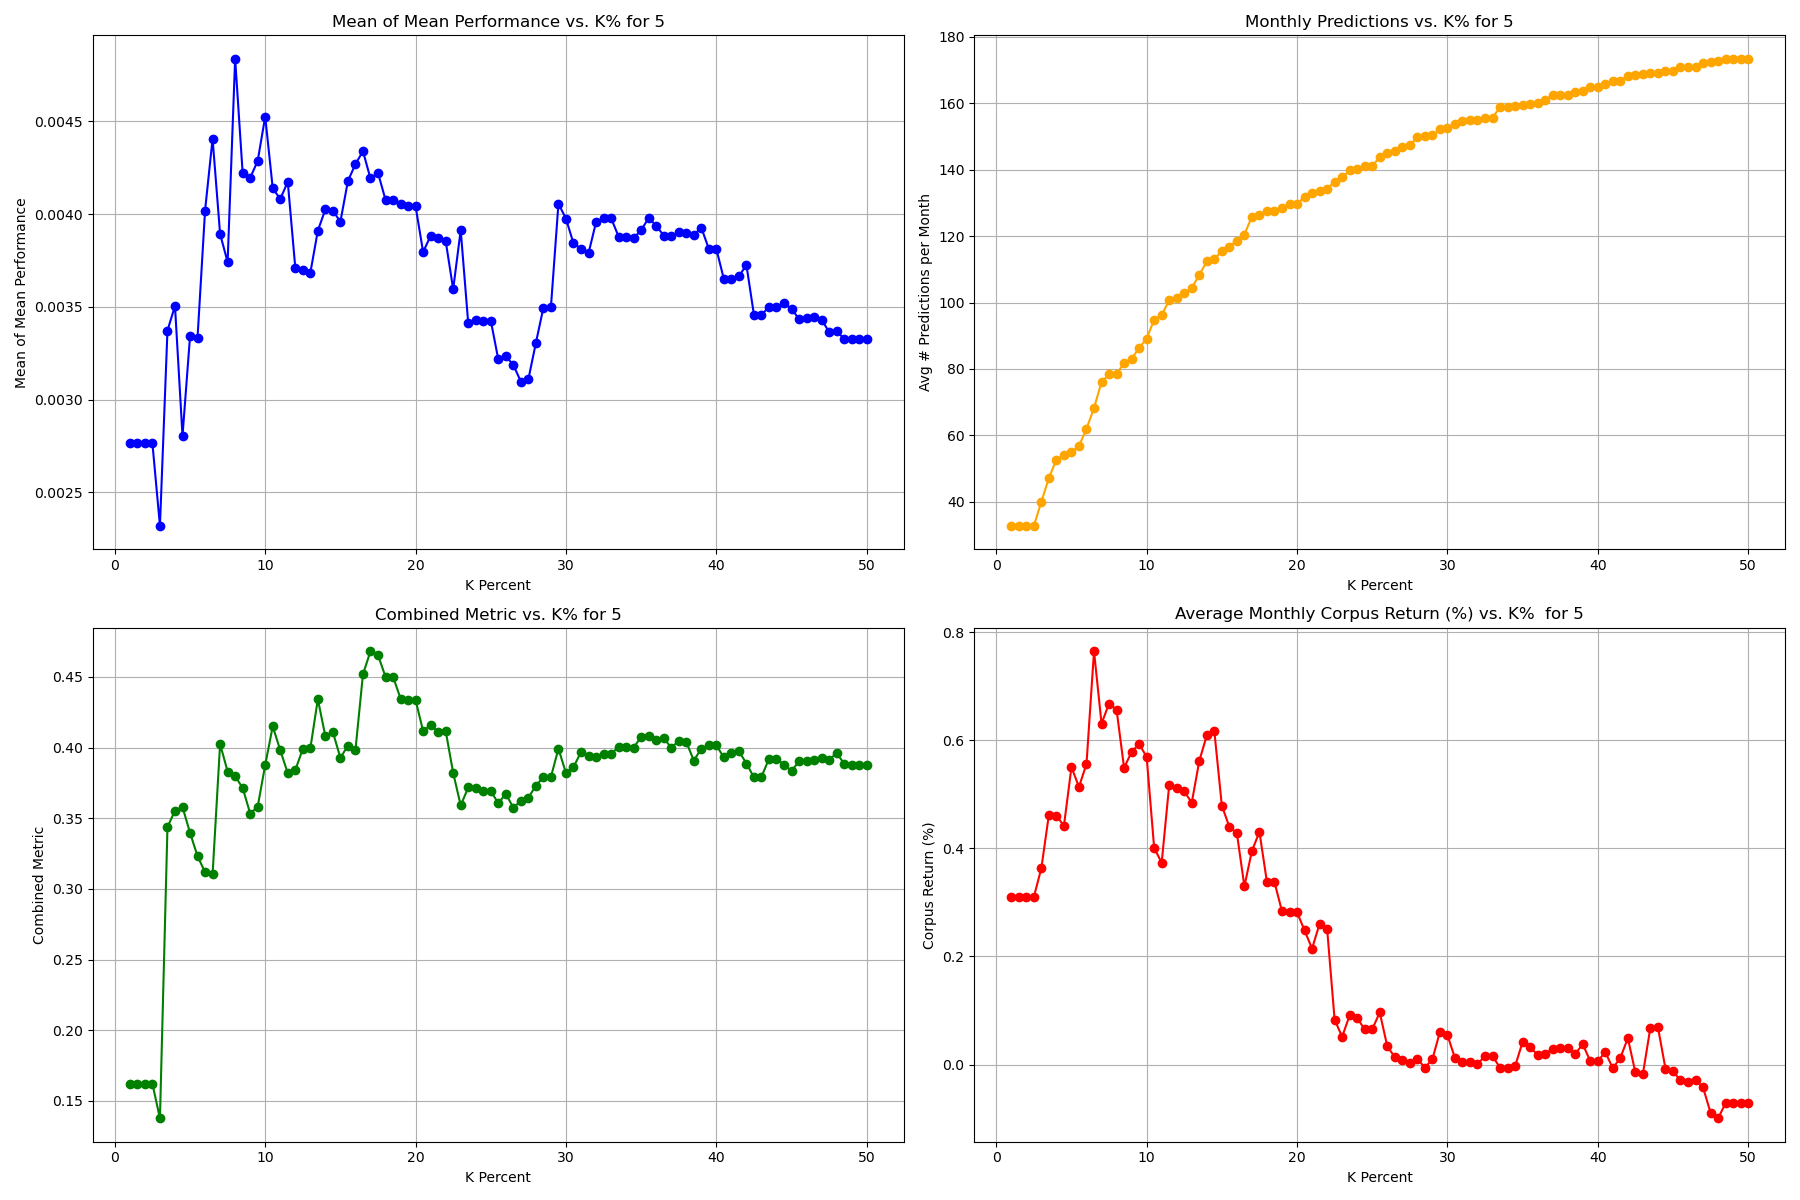 Mean of Mean Performance vs. K% for 5
Mean of Mean Performance
0.0045
0.0040
0.0035
0.0030
0.0025
0 10 20 30 40 50
K Percent
Monthly Predictions vs. K% for 5
Avg # Predictions per Month
180
160
140
120
100
80
60
40
0 10 20 30 40 50
K Percent
Combined Metric vs. K% for 5
Combined Metric
0.45
0.40
0.35
0.30
0.25
0.20
0.15
0 10 20 30 40 50
K Percent
Average Monthly Corpus Return (%) vs. K%  for 5
Corpus Return (%)
0.8
0.6
0.4
0.2
0.0
0 10 20 30 40 50
K Percent